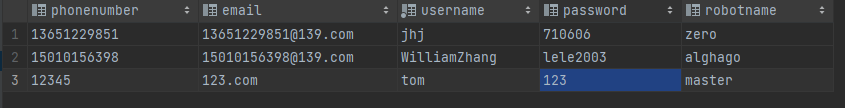 phonenumber email username password robotname
1 13651229851 13651229851@139.com jhj 710606 zero
2 15010156398 15010156398@139.com WilliamZhang lele2003 alghago
3 12345 123.com tom 123 master